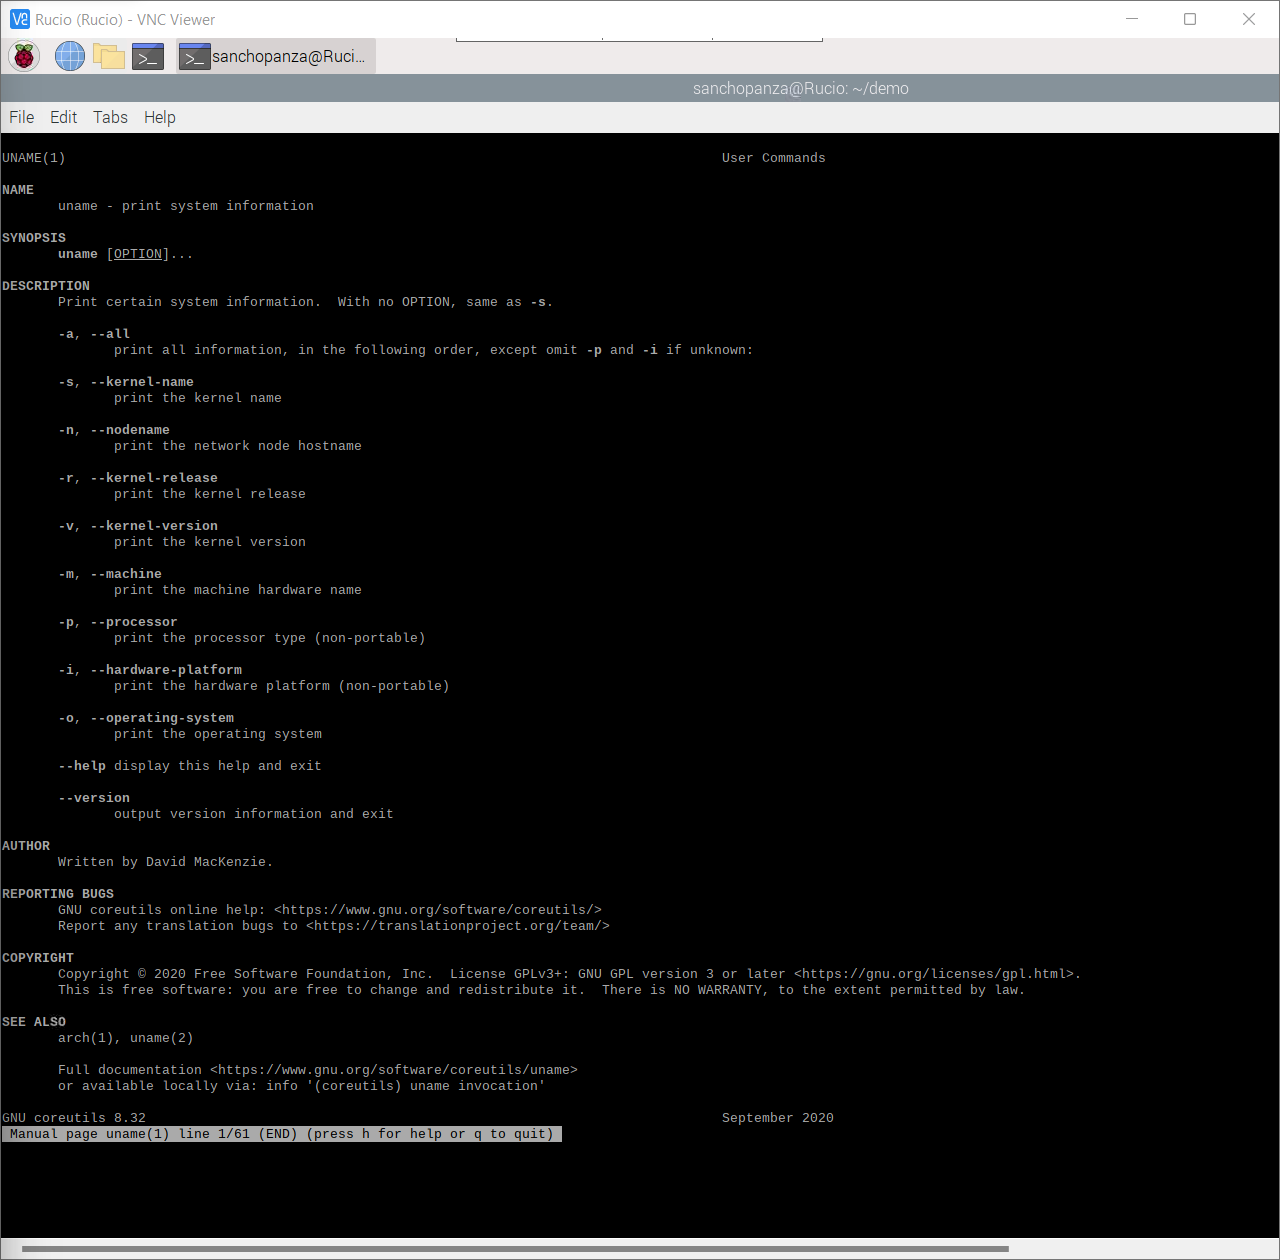 Rucio (Rucio) - VNC Viewer
sanchopanza@Ruci...
sanchopanza@Rucio: ~/demo
File Edit Tabs Help
UNAME(1) User Commands
NAME
uname - print system information
SYNOPSIS
uname [OPTION]...
DESCRIPTION
Print certain system information. With no OPTION, same as -s.
-a, --all
print all information, in the following order, except omit -p and -i if unknown:
-s, --kernel-name
print the kernel name
-n, --nodename
print the network node hostname
-r, --kernel-release
print the kernel release
-v, --kernel-version
print the kernel version
-m, --machine
print the machine hardware name
-p, --processor
print the processor type (non-portable)
-i, --hardware-platform
print the hardware platform (non-portable)
-o, --operating-system
print the operating system
--help display this help and exit
--version
output version information and exit
AUTHOR
Written by David MacKenzie.
REPORTING BUGS
GNU coreutils online help: <https://www.gnu.org/software/coreutils/>
Report any translation bugs to <https://translationproject.org/team/>
COPYRIGHT
Copyright © 2020 Free Software Foundation, Inc. License GPLv3+: GNU GPL version 3 or later <https://gnu.org/licenses/gpl.html>.
This is free software: you are free to change and redistribute it. There is NO WARRANTY, to the extent permitted by law.
SEE ALSO
arch(1), uname(2)
Full documentation <https://www.gnu.org/software/coreutils/uname>
or available locally via: info '(coreutils) uname invocation'
GNU coreutils 8.32 September 2020
Manual page uname(1) line 1/61 (END) (press h for help or q to quit)